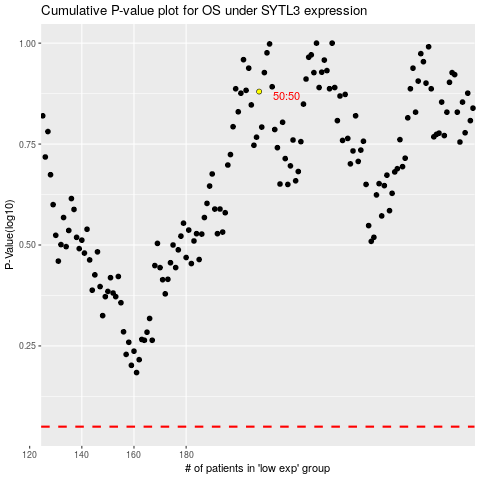 Cumulative P-value plot for OS under SYTL3 expression
P-Value(log10)
1.00
0.75
0.50
0.25
50:50
120 140 160 180
# of patients in 'low exp' group